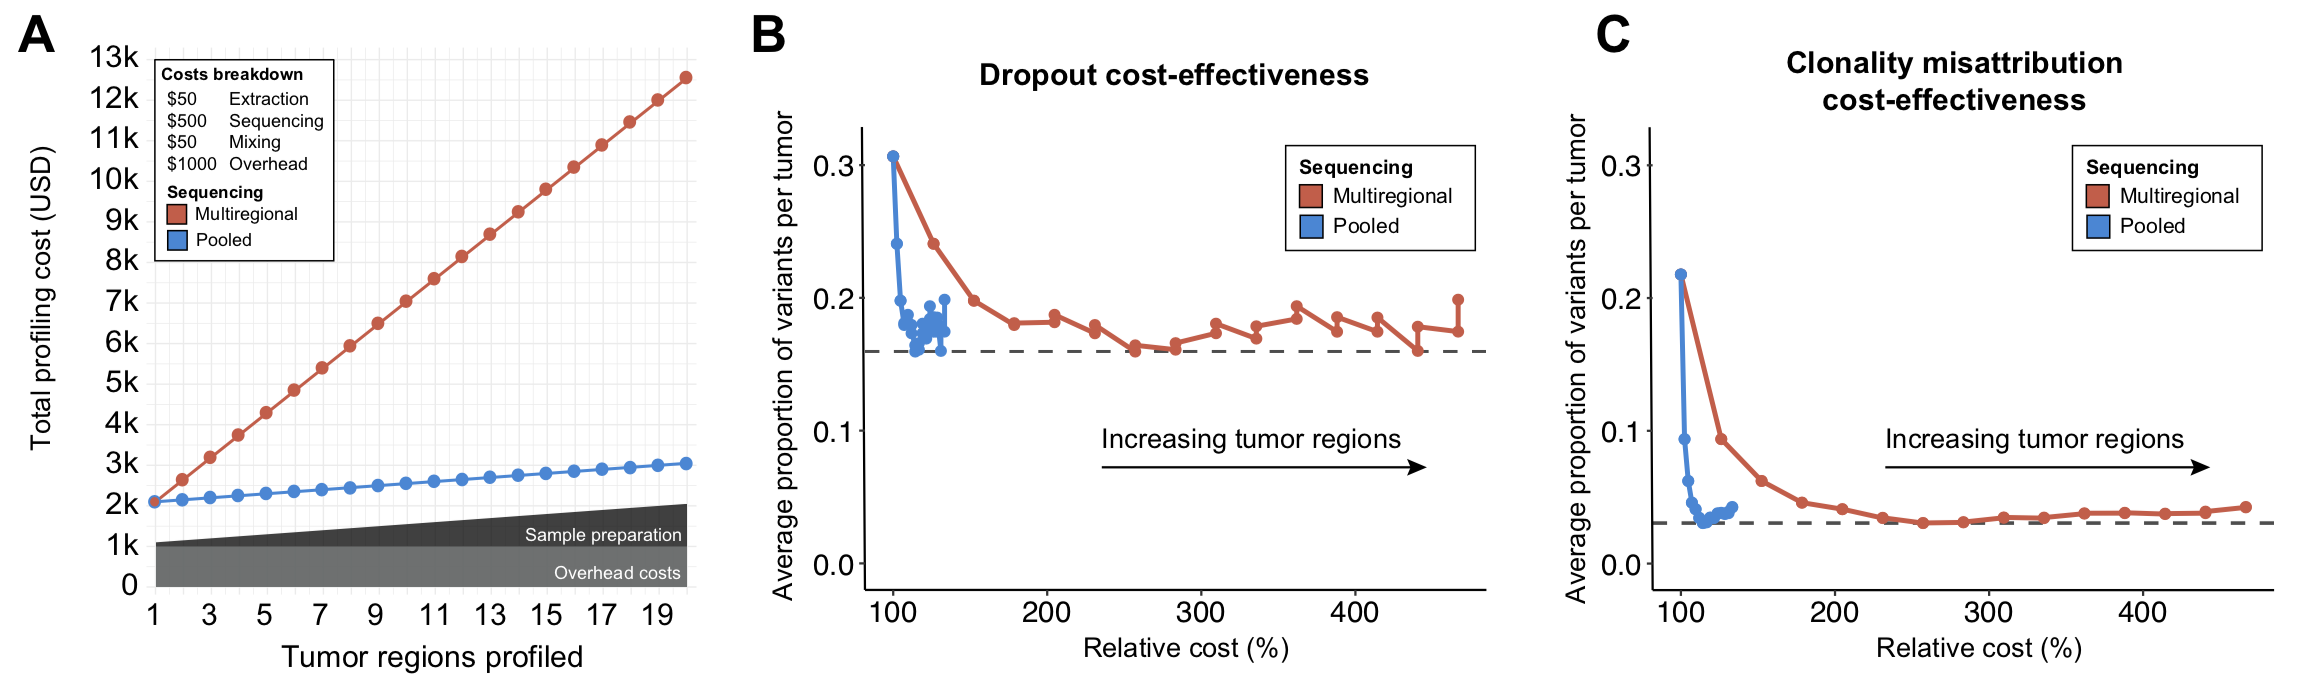 A
Total profiling cost (USD)
13k
12k
11k
10k
9k
8k
7k
6k
5k
4k
3k
2k
1k
0
Costs breakdown
$50 Extraction
$500 Sequencing
$50 Mixing
$1000 Overhead
Sequencing
Multiregional
Pooled
Sample preparation
Overhead costs
1 3 5 7 9 11 13 15 17 19
Tumor regions profiled
B
Dropout cost-effectiveness
Average proportion of variants per tumor
0.3
0.2
0.1
0.0
Sequencing
Multiregional
Pooled
Increasing tumor regions
100 200 300 400
Relative cost (%)
C
Clonality misattribution
cost-effectiveness
Average proportion of variants per tumor
0.3
0.2
0.1
0.0
Sequencing
Multiregional
Pooled
Increasing tumor regions
100 200 300 400
Relative cost (%)